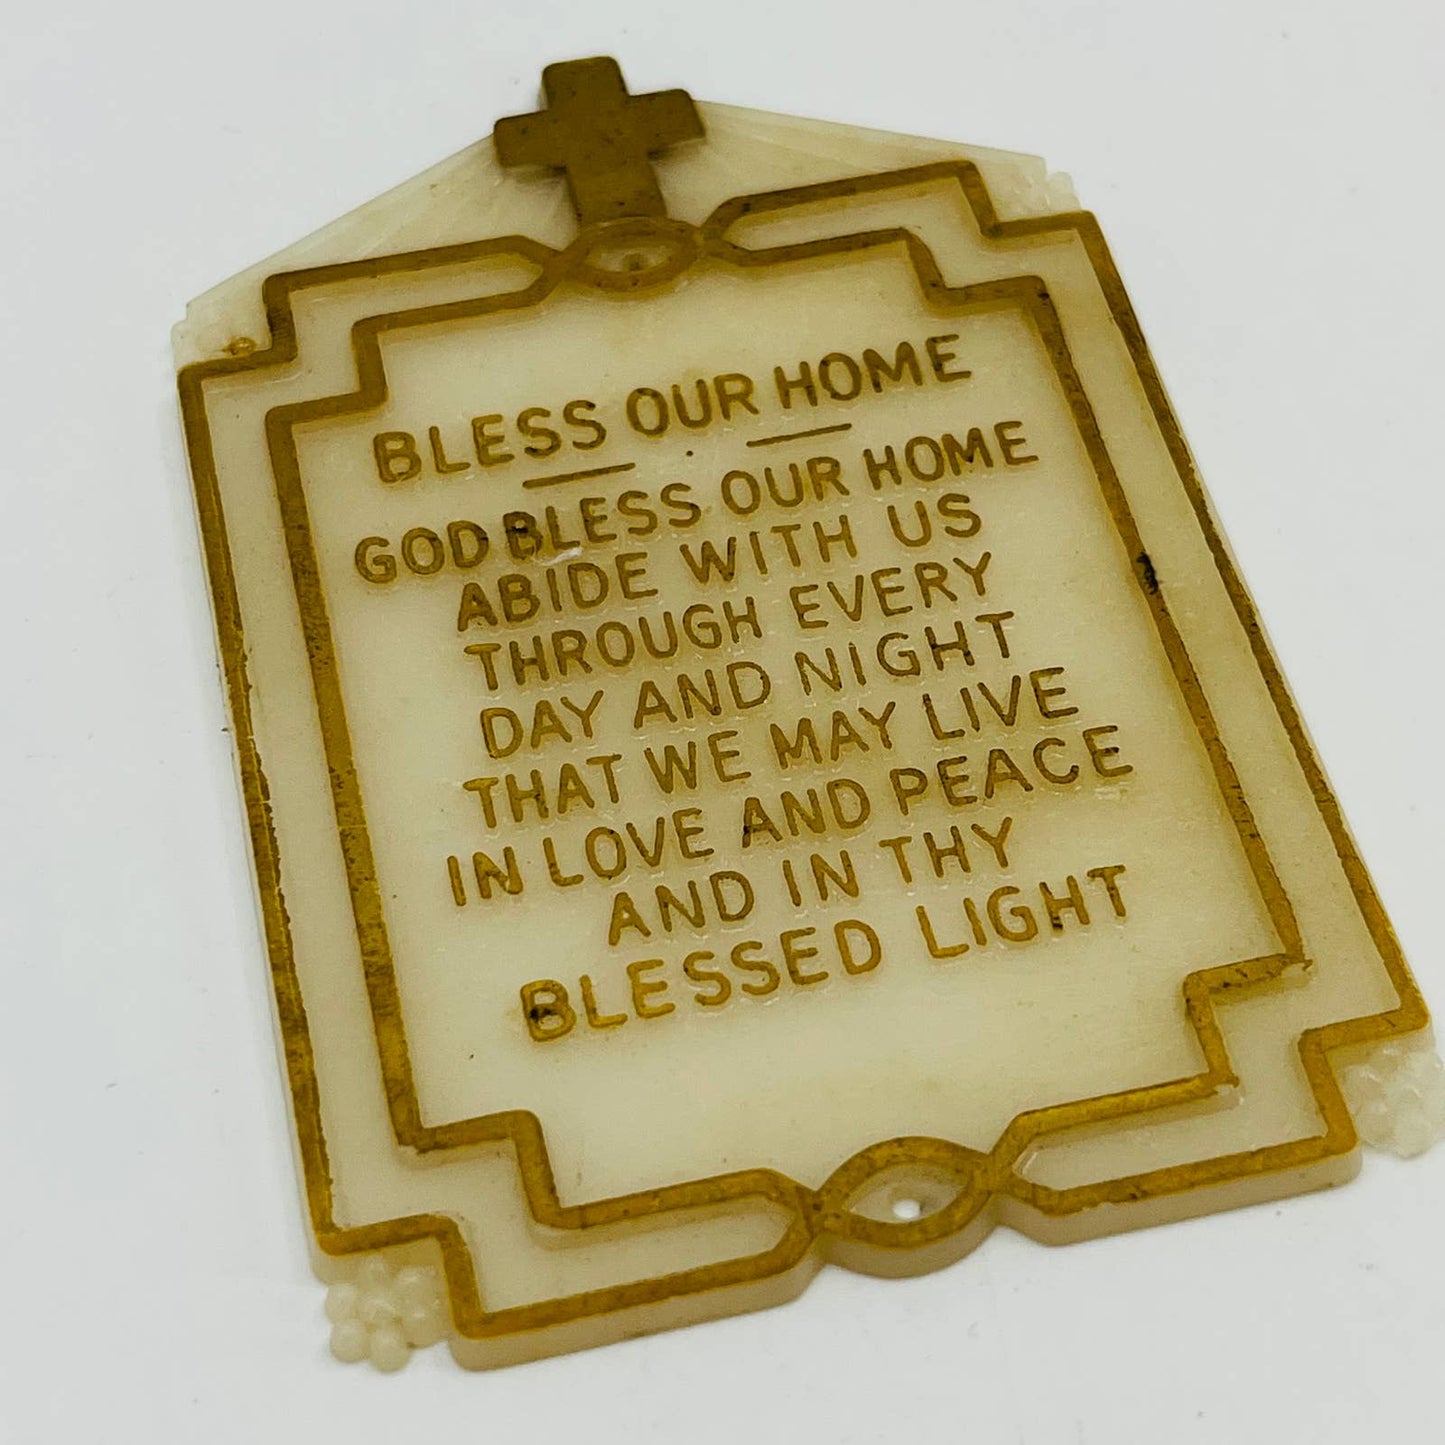 BLESS OUR HOME
GOD BLESS OUR HOME
ABIDE WITH US
THROUGH EVERY
DAY AND NIGHT
THAT WE MAY LIVE
IN LOVE AND PEACE
AND IN THY
BLESSED LIGHT